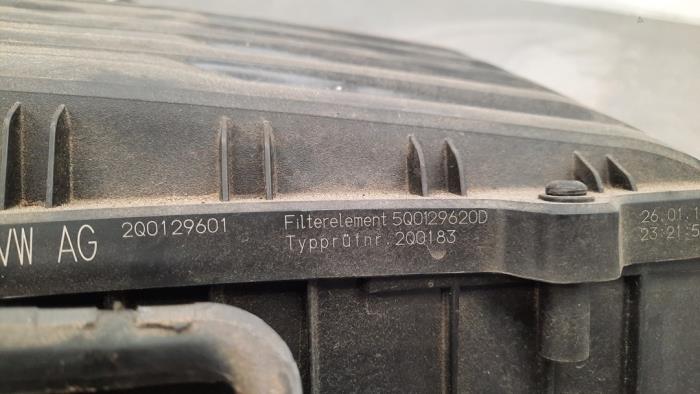 VW AG 2Q0129601
Filterelement 5Q0129620D
Typprüfnr. 2Q0183
26.01.1
23:21:5